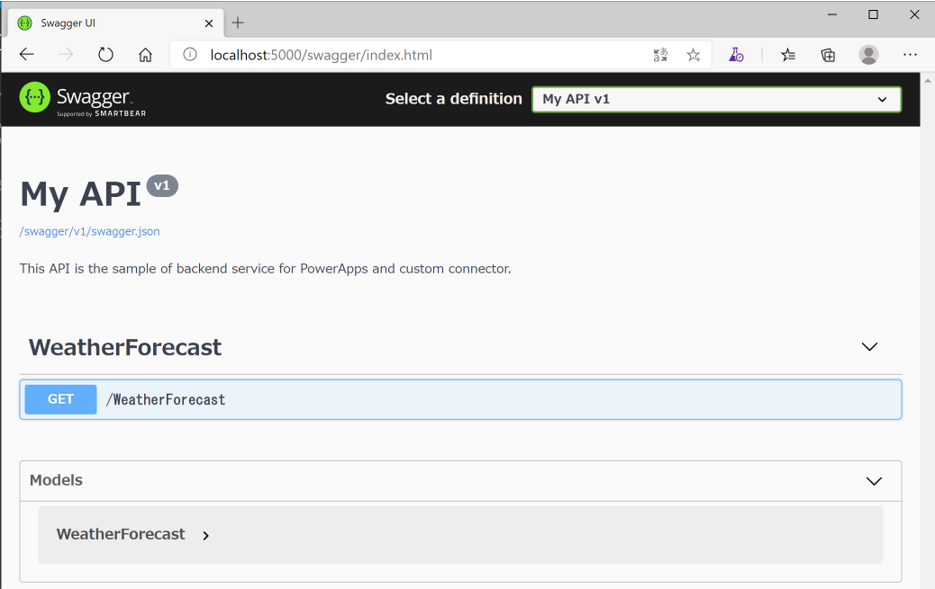 Swagger UI
localhost:5000/swagger/index.html
Swagger
Supported by SMARTBEAR
Select a definition
My API v1
My API v1
/swagger/v1/swagger.json
This API is the sample of backend service for PowerApps and custom connector.
WeatherForecast
GET /WeatherForecast
Models
WeatherForecast